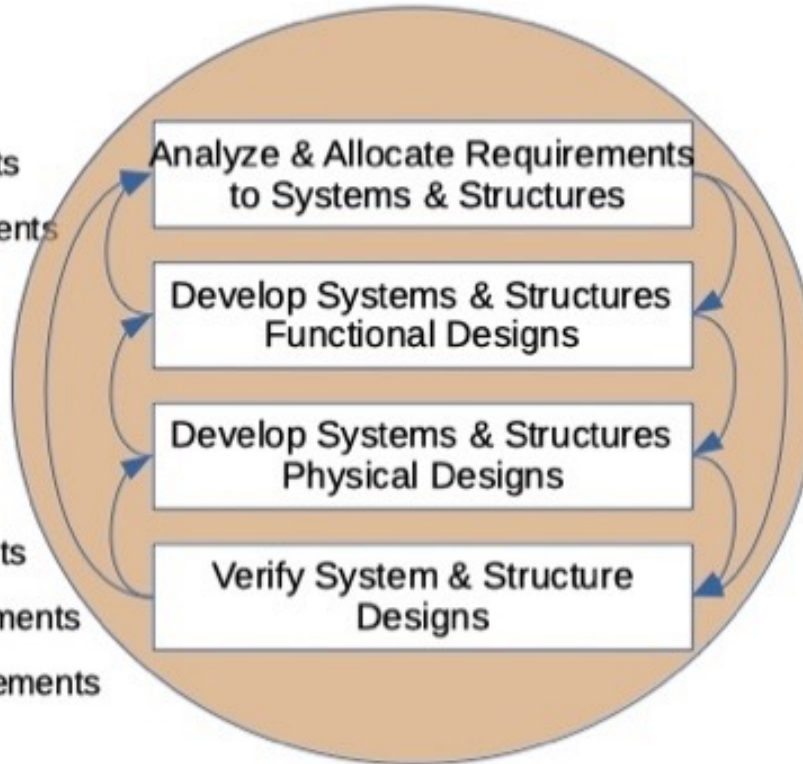 Analyze & Allocate Requirements
to Systems & Structures
Develop Systems & Structures
Functional Designs
Develop Systems & Structures
Physical Designs
Verify System & Structure
Designs